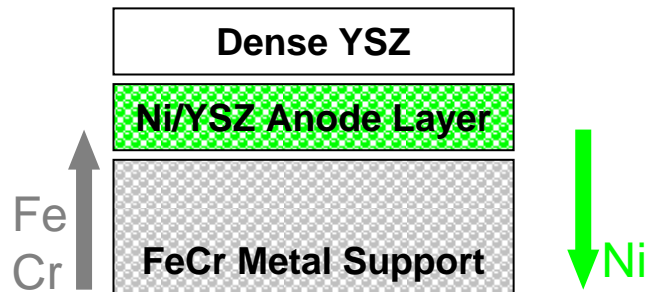 Dense YSZ
Ni/YSZ Anode Layer
Fe
Cr
FeCr Metal Support
Ni